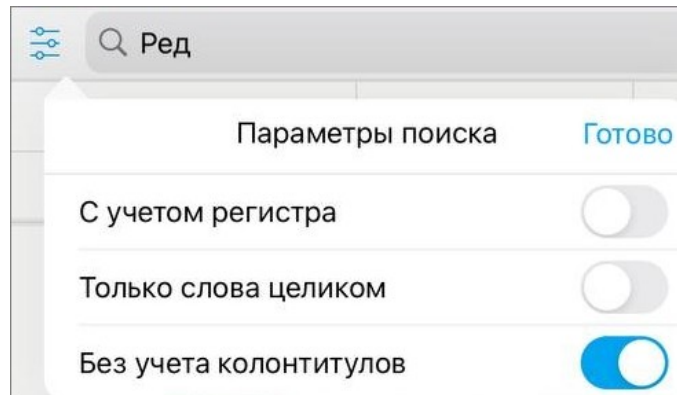 Ред
Параметры поиска Готово
С учетом регистра
Только слова целиком
Без учета колонтитулов